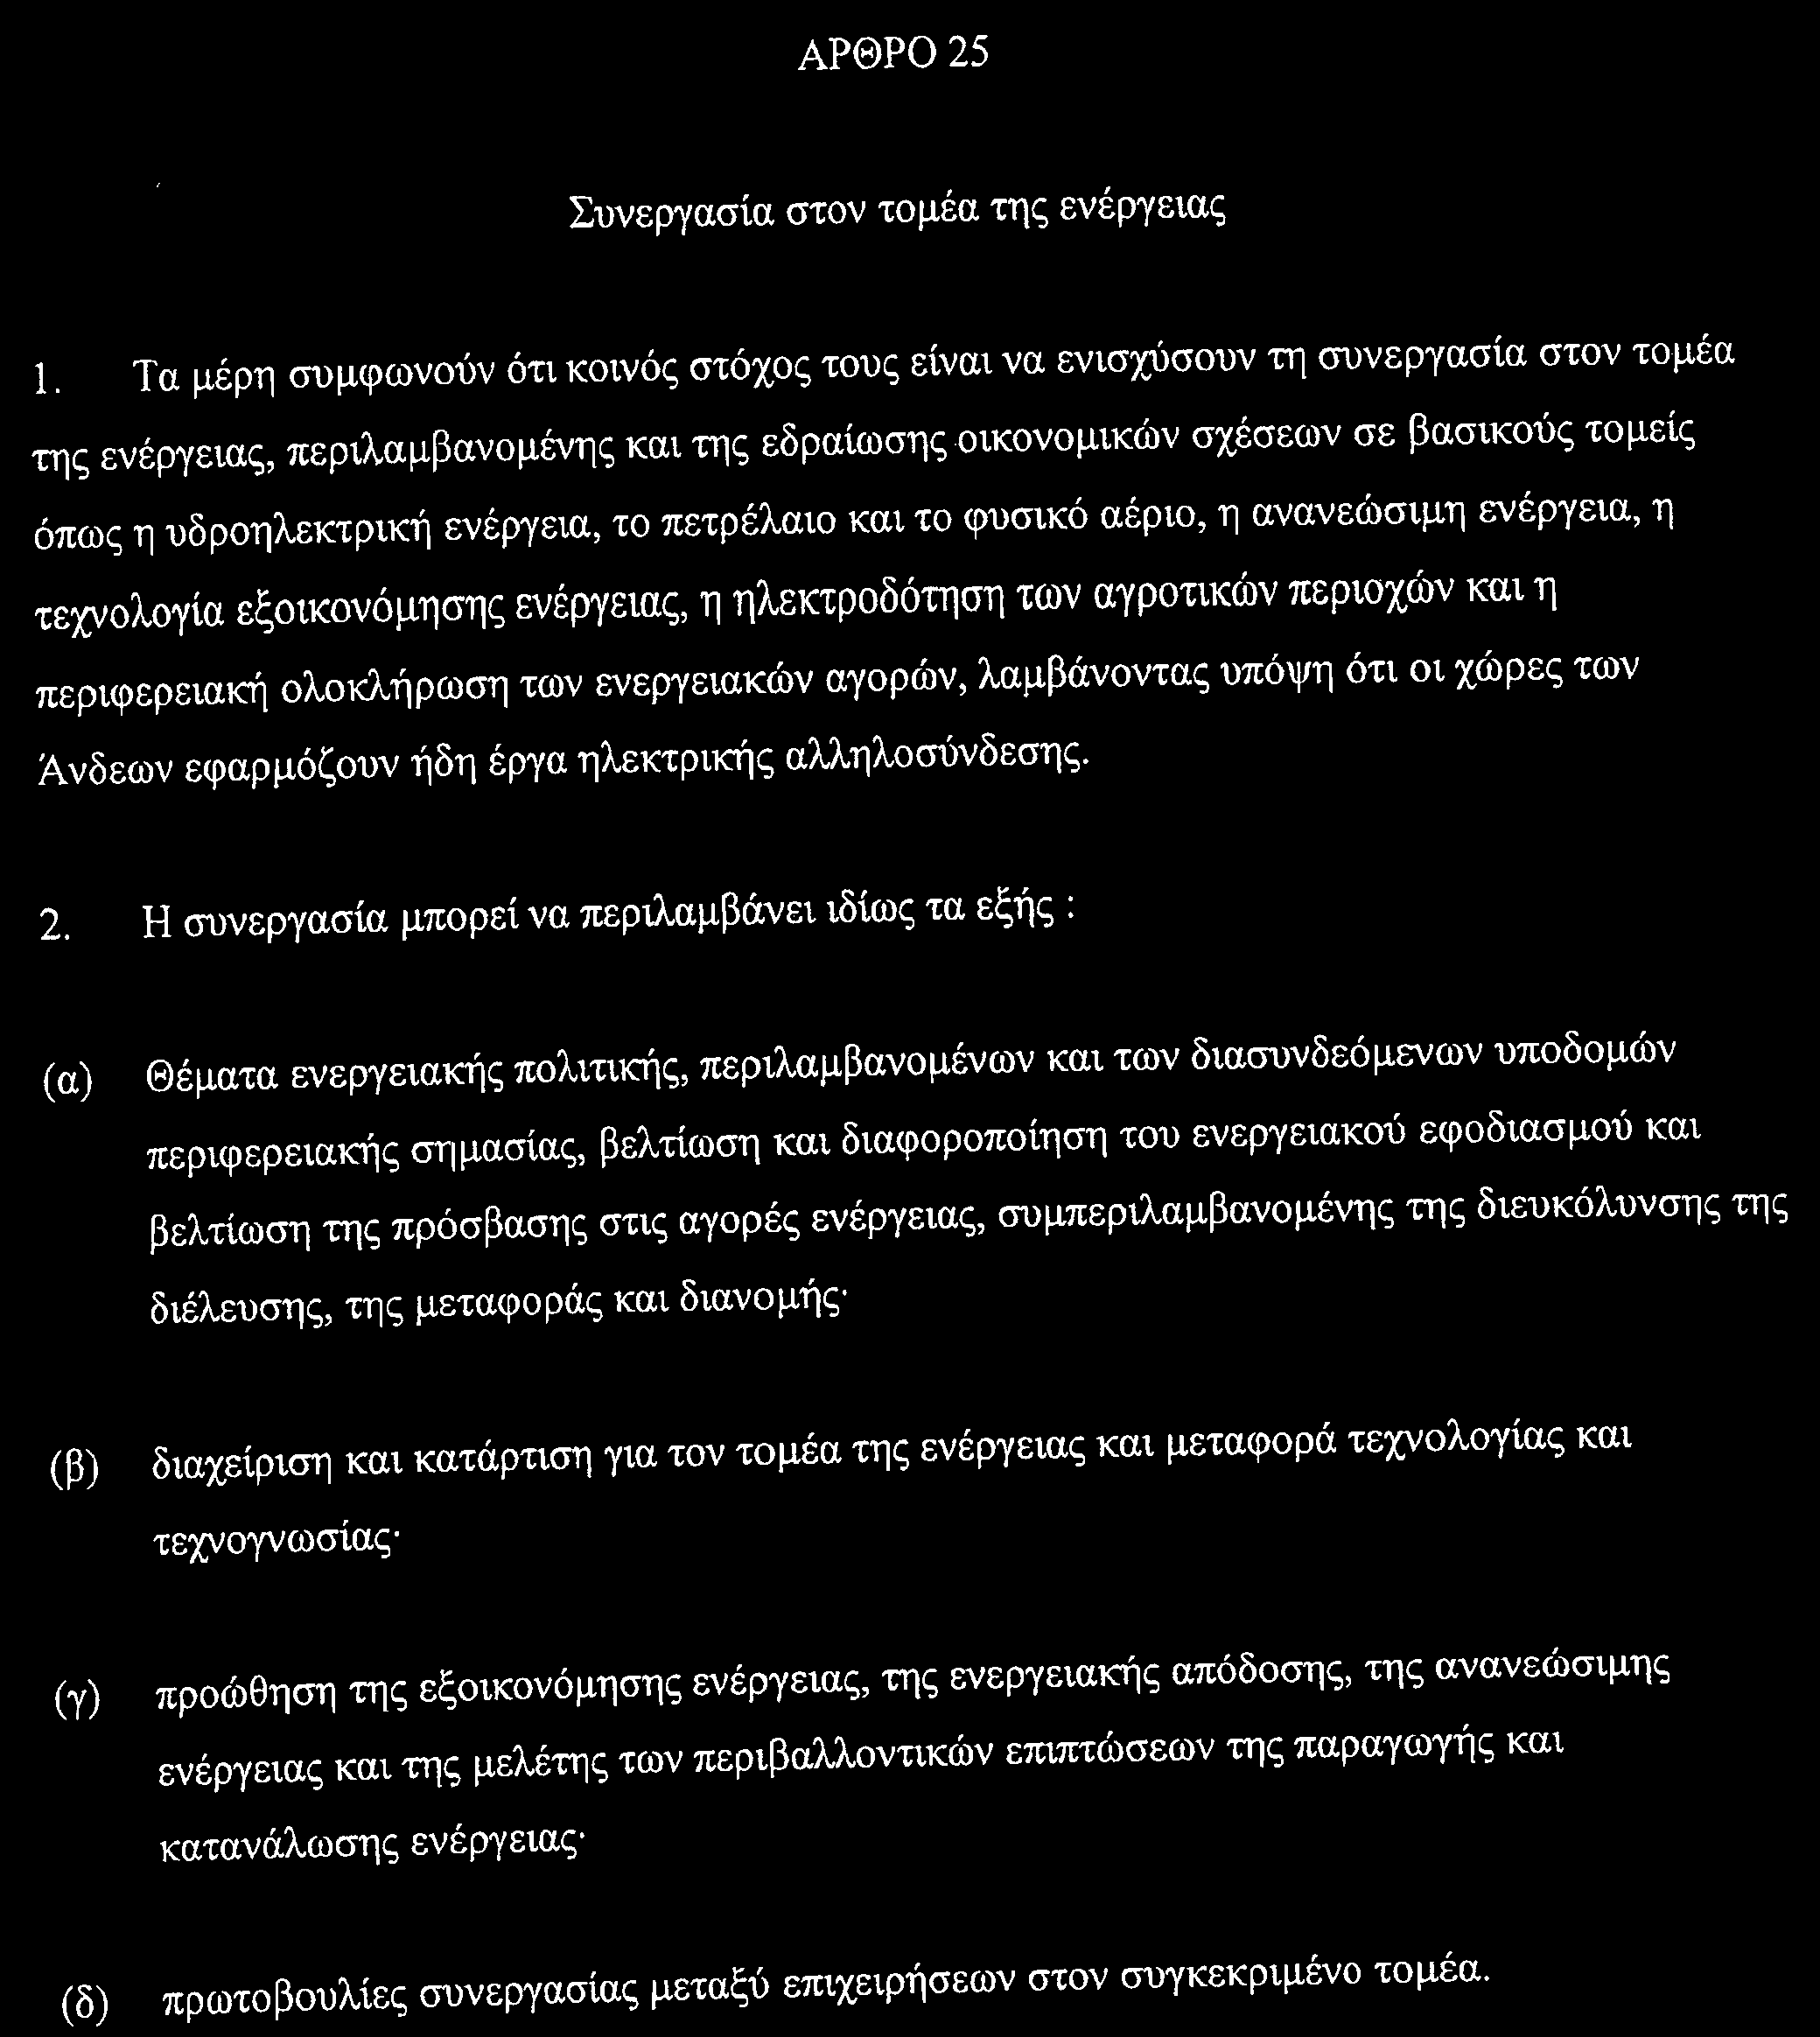 ΑΡΘΡΟ 25
Συνεργασία στον τομέα της ενέργειας
1. Τα μέρη συμφωνούν ότι κοινός στόχος τους είναι να ενισχύσουν τη συνεργασία στον τομέα
της ενέργειας, περιλαμβανομένης και της εδραίωσης οικονομικών σχέσεων σε βασικούς τομείς
όπως η υδροηλεκτρική ενέργεια, το πετρέλαιο και το φυσικό αέριο, η ανανεώσιμη ενέργεια, η
τεχνολογία εξοικονόμησης ενέργειας, η ηλεκτροδότηση των αγροτικών περιοχών και η
περιφερειακή ολοκλήρωση των ενεργειακών αγορών, λαμβάνοντας υπόψη ότι οι χώρες των
Άνδεων εφαρμόζουν ήδη έργα ηλεκτρικής αλληλοσύνδεσης.
2. Η συνεργασία μπορεί να περιλαμβάνει ιδίως τα εξής :
(α) Θέματα ενεργειακής πολιτικής, περιλαμβανομένων και των διασυνδεόμενων υποδομών
περιφερειακής σημασίας, βελτίωση και διαφοροποίηση του ενεργειακού εφοδιασμού και
βελτίωση της πρόσβασης στις αγορές ενέργειας, συμπεριλαμβανομένης της διευκόλυνσης της
διέλευσης, της μεταφοράς και διανομής·
(β) διαχείριση και κατάρτιση για τον τομέα της ενέργειας και μεταφορά τεχνολογίας και
τεχνογνωσίας·
(γ) προώθηση της εξοικονόμησης ενέργειας, της ενεργειακής απόδοσης, της ανανεώσιμης
ενέργειας και της μελέτης των περιβαλλοντικών επιπτώσεων της παραγωγής και
κατανάλωσης ενέργειας·
(δ) πρωτοβουλίες συνεργασίας μεταξύ επιχειρήσεων στον συγκεκριμένο τομέα.